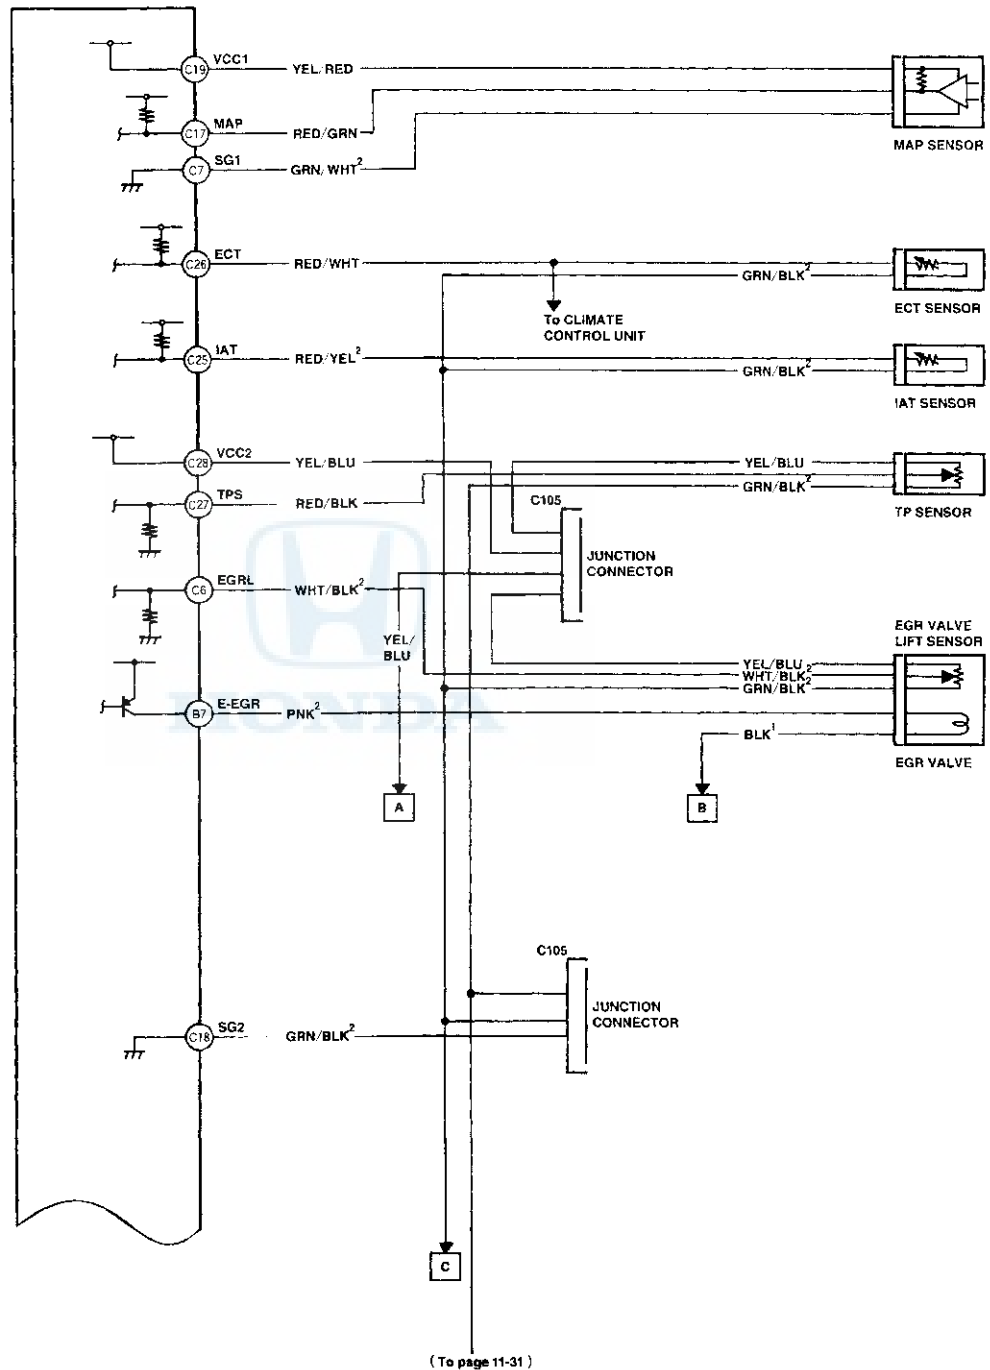 C19 VCC1 YEL/RED
C17 MAP RED/GRN
MAP SENSOR
C7 SG1 GRN/WHT2
C26 ECT RED/WHT
GRN/BLK2
ECT SENSOR
To CLIMATE
CONTROL UNIT
C25 IAT RED/YEL2
GRN/BLK2
IAT SENSOR
C28 VCC2 YEL/BLU
YEL/BLU
C27 TPS RED/BLK
GRN/BLK2
TP SENSOR
C105
JUNCTION
CONNECTOR
C6 EGRL WHT/BLK2
EGR VALVE
LIFT SENSOR
YEL/
BLU
YEL/BLU
WHT/BLK2
GRN/BLK2
B7 E-EGR PNK2
BLK1
EGR VALVE
HONDA
A
B
C105
JUNCTION
CONNECTOR
C18 SG2 GRN/BLK2
C
( To page 11-31 )